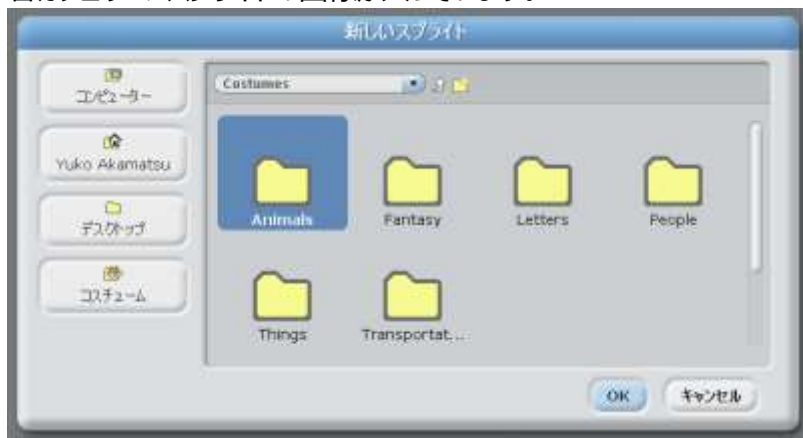 新しいスプライト
コンピューター
Costumes
Yuko Akamatsu
デスクトップ
コスチューム
Animals
Fantasy
Letters
People
Things
Transportat...
OK
キャンセル